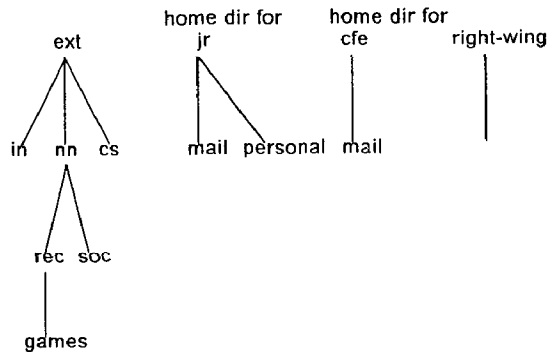 home dir for
home dir for
ext
jr
cfe
right-wing
in
nn
cs
mail
personal
mail
rec
soc
games